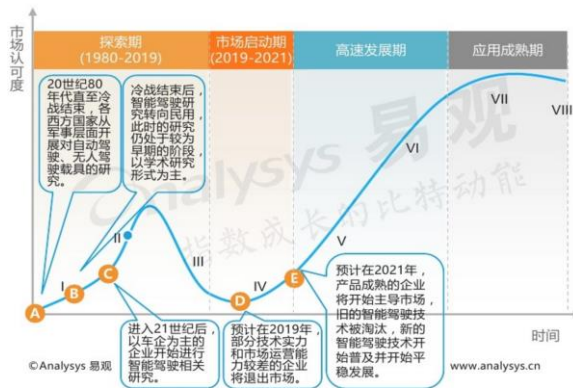 探索期
(1980-2019)
市场启动期
(2019-2021)
高速发展期
应用成熟期
市场认可度
20世纪80
年代直至冷
战结束，各
西方国家从
军事层面开
展对自动驾
驶、无人驾
驶载具的研
究。
冷战结束后，
智能驾驶研
究转向民用，
此时的研究
仍处于较为
早期的阶段，
以学术研究
形式为主。
Analysys 易观
指数成长的比特动能
I
II
III
IV
V
VI
VII
VIII
A
B
C
D
E
进入21世纪后，
以车企为主的
企业开始进行
智能驾驶相关
研究。
预计在2019年，
部分技术实力
和市场运营能
力较差的企业
将退出市场。
预计在2021年，
产品成熟的企业
将开始主导市场，
旧的智能驾驶技
术被淘汰，新的
智能驾驶技术开
始普及并开始平
稳发展。
时间
©Analysys 易观
www.analysys.cn